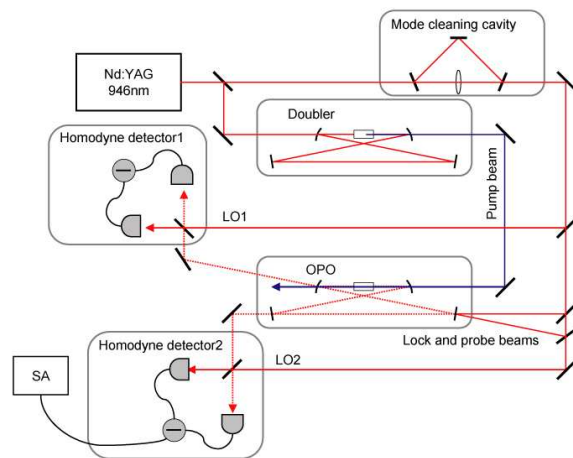 Mode cleaning cavity
Nd:YAG
946nm
Doubler
Homodyne detector1
Pump beam
LO1
OPO
Lock and probe beams
Homodyne detector2
LO2
SA